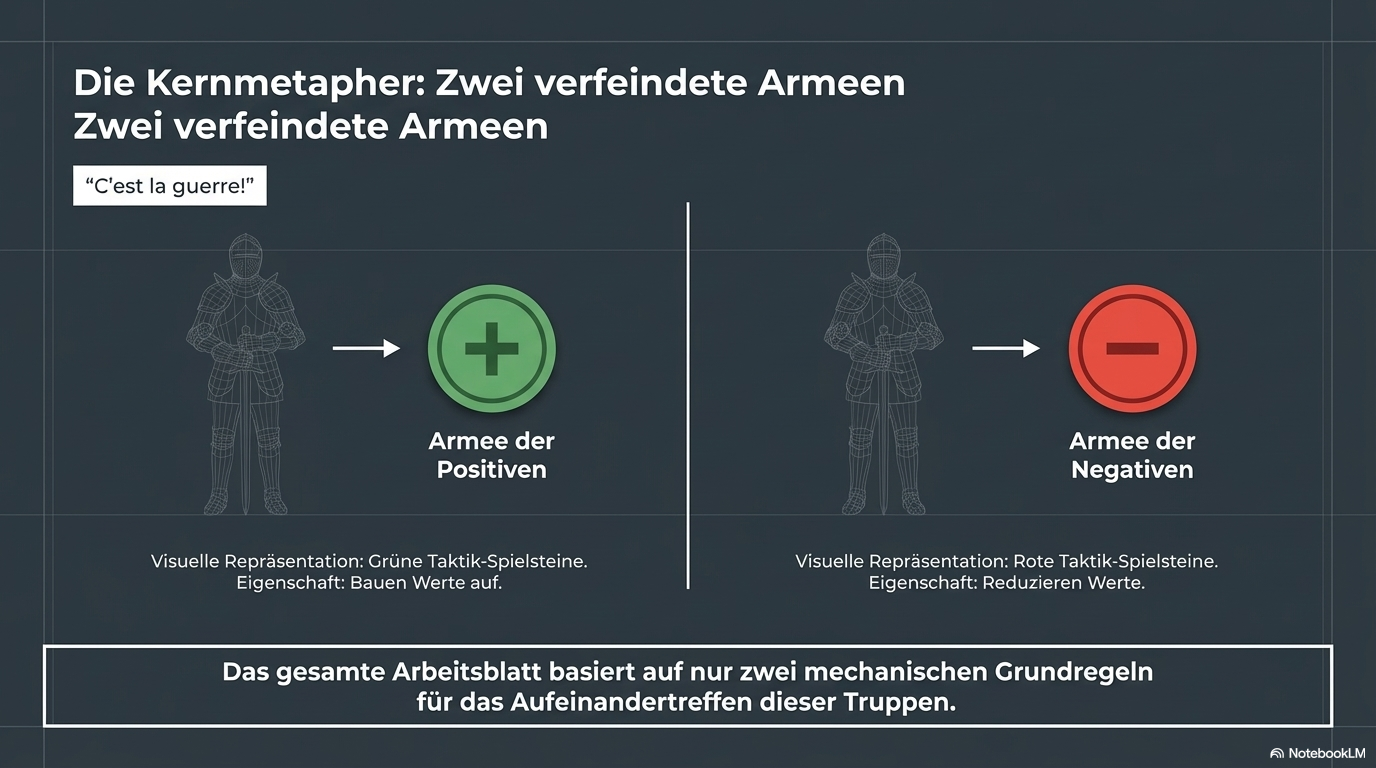 Die Kernmetapher: Zwei verfeindete Armeen
Zwei verfeindete Armeen
“C'est la guerre!”
Armee der
Positiven
Visuelle Repräsentation: Grüne Taktik-Spielsteine.
Eigenschaft: Bauen Werte auf.
Armee der
Negativen
Visuelle Repräsentation: Rote Taktik-Spielsteine.
Eigenschaft: Reduzieren Werte.
Das gesamte Arbeitsblatt basiert auf nur zwei mechanischen Grundregeln
für das Aufeinandertreffen dieser Truppen.
NotebookLM